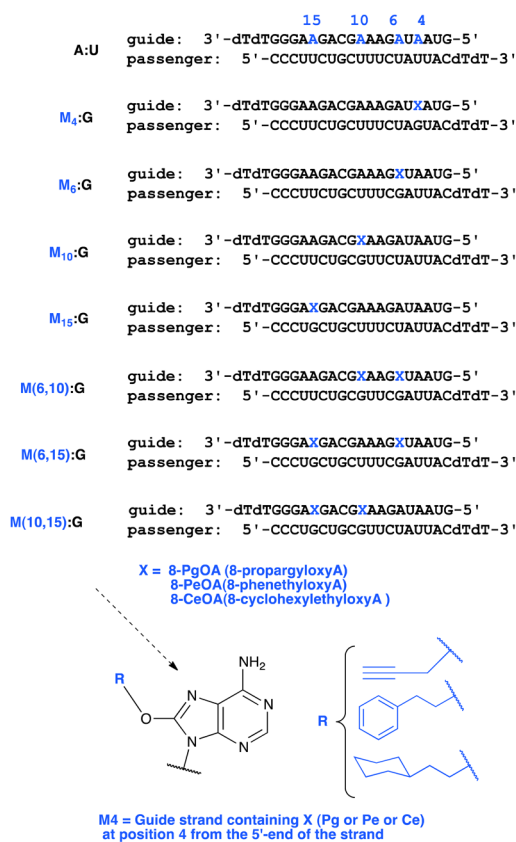 15 10 6 4
A:U
guide: 3'-dTdTGGGAAGACGAAAGAUAAUG-5'
passenger: 5'-CCCUUCUGCUUUCUAUUACdTdT-3'
M4:G
guide: 3'-dTdTGGGAAGACGAAAGAUXAUG-5'
passenger: 5'-CCCUUCUGCUUUCUAGUACdTdT-3'
M6:G
guide: 3'-dTdTGGGAAGACGAAAGXUAAUG-5'
passenger: 5'-CCCUUCUGCUUUCGAUUACdTdT-3'
M10:G
guide: 3'-dTdTGGGAAGACGXAAGAUAAUG-5'
passenger: 5'-CCCUUCUGCGUUCUAUUACdTdT-3'
M15:G
guide: 3'-dTdTGGGAXGACGAAAGAUAAUG-5'
passenger: 5'-CCCUGCUGCUUUCUAUUACdTdT-3'
M(6,10):G
guide: 3'-dTdTGGGAAGACGXAAGXUAAUG-5'
passenger: 5'-CCCUUCUGCGUUCGAUUACdTdT-3'
M(6,15):G
guide: 3'-dTdTGGGAXGACGAAAGXUAAUG-5'
passenger: 5'-CCCUGCUGCUUUCGAUUACdTdT-3'
M(10,15):G
guide: 3'-dTdTGGGAXGACGXAAGAUAAUG-5'
passenger: 5'-CCCUGCUGCGUUCUAUUACdTdT-3'
X = 8-PgOA (8-propargyloxyA)
8-PeOA(8-phenethyloxyA)
8-CeOA(8-cyclohexylethyloxyA )
NH2
R
N
N
O
N
N
R
M4 = Guide strand containing X (Pg or Pe or Ce)
at position 4 from the 5'-end of the strand